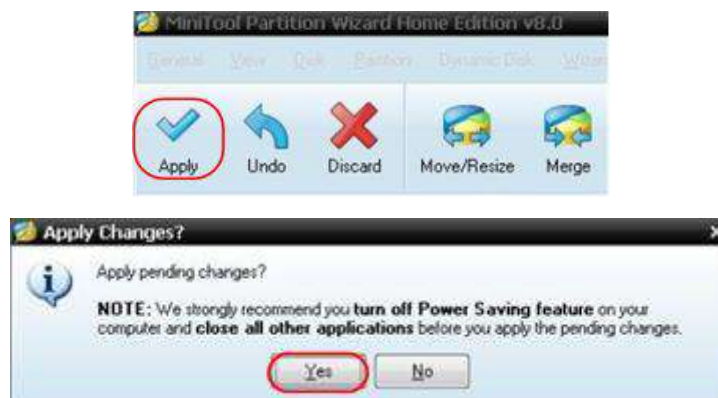 MiniTool Partition Wizard Home Edition v8.0
General View Disk Partition Dynamic Disk
Apply Undo Discard Move/Resize Merge
Apply Changes?
Apply pending changes?
NOTE: We strongly recommend you turn off Power Saving feature on your
computer and close all other applications before you apply the pending changes.
Yes No